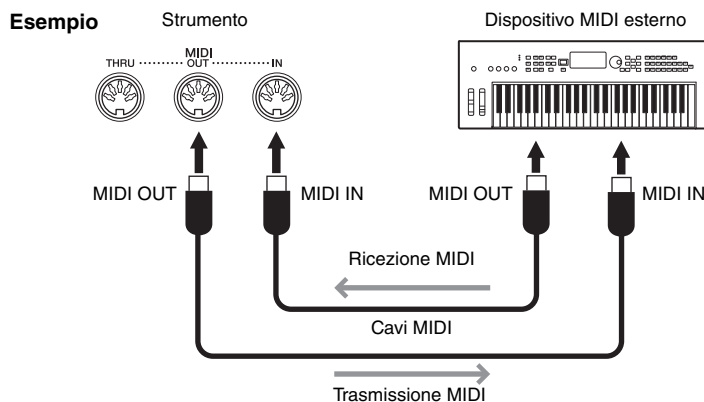 Esempio Strumento Dispositivo MIDI esterno
MIDI
THRU OUT IN
MIDI OUT MIDI IN MIDI OUT MIDI IN
Ricezione MIDI
Cavi MIDI
Trasmissione MIDI